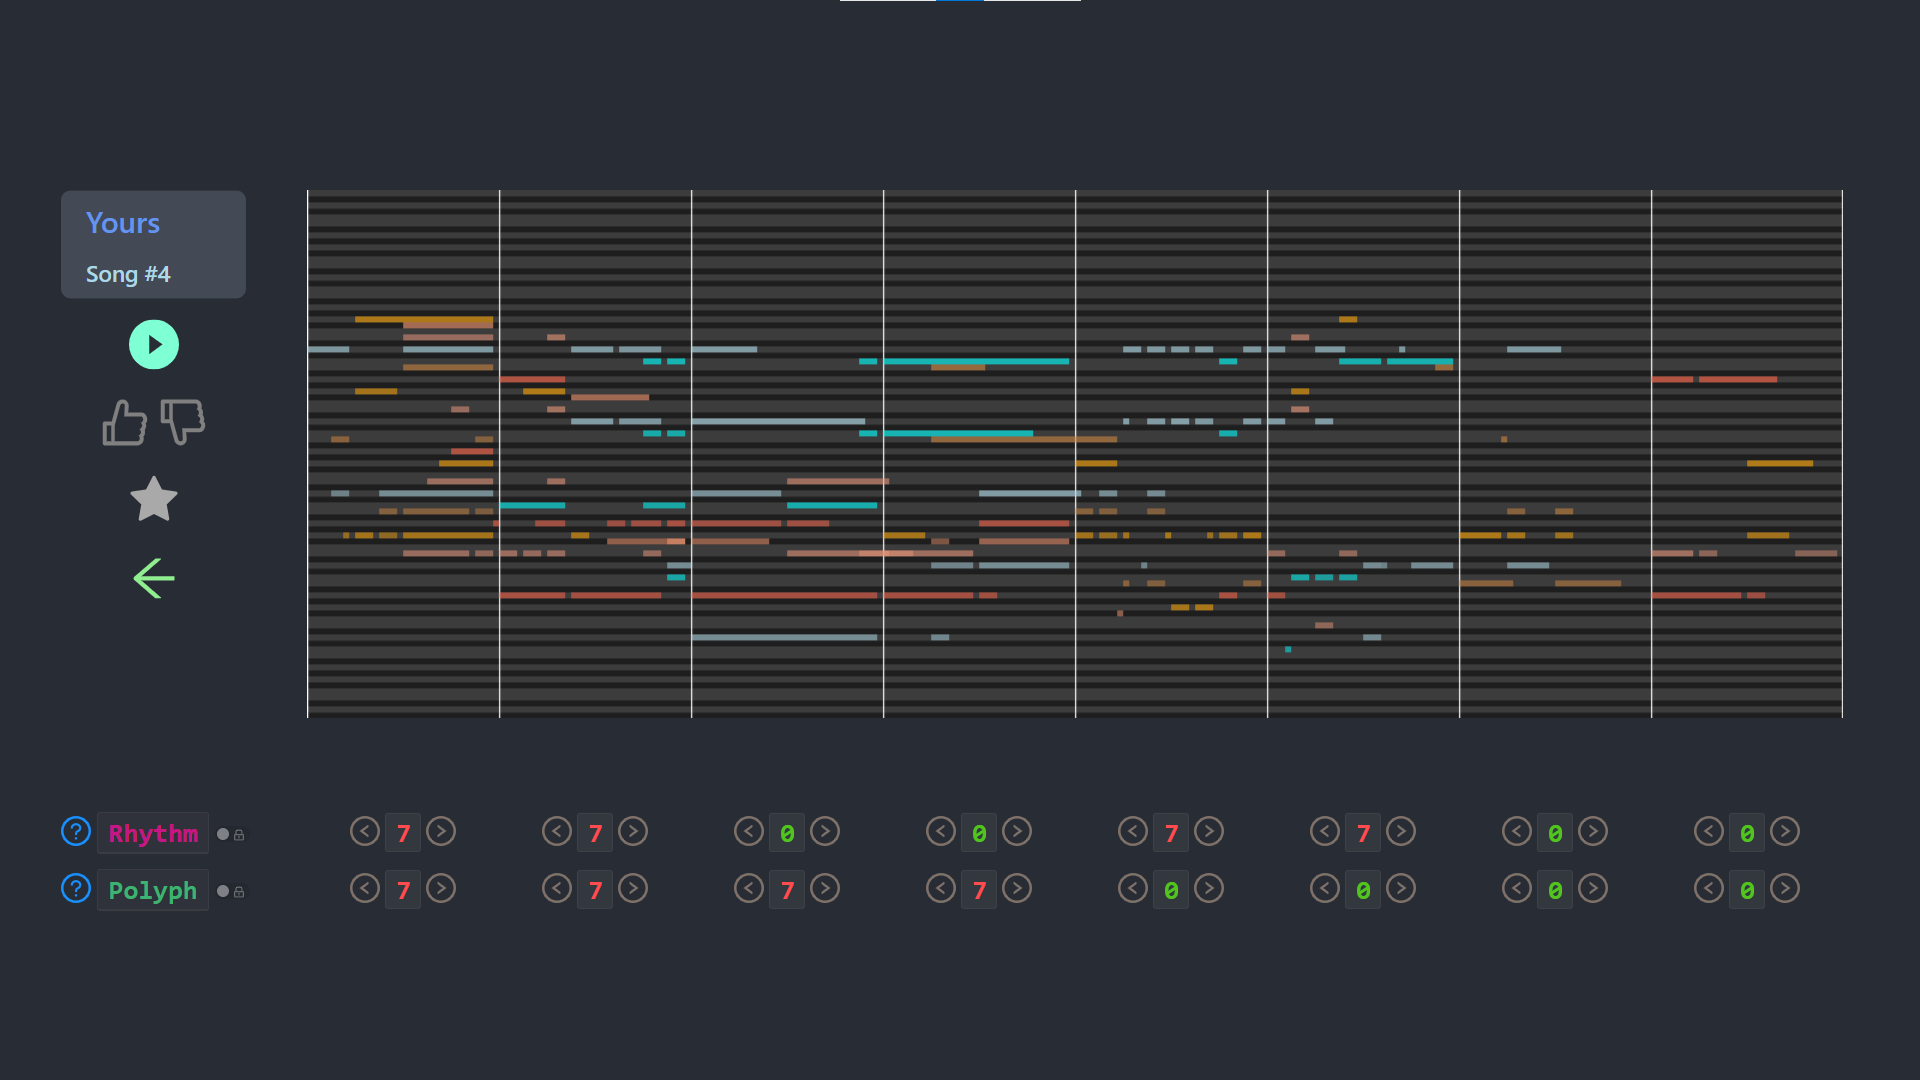 Yours
Song #4
? Rhythm < 7 > < 7 > < 0 > < 0 > < 7 > < 7 > < 0 > < 0 >
? Polyph < 7 > < 7 > < 7 > < 7 > < 0 > < 0 > < 0 > < 0 >